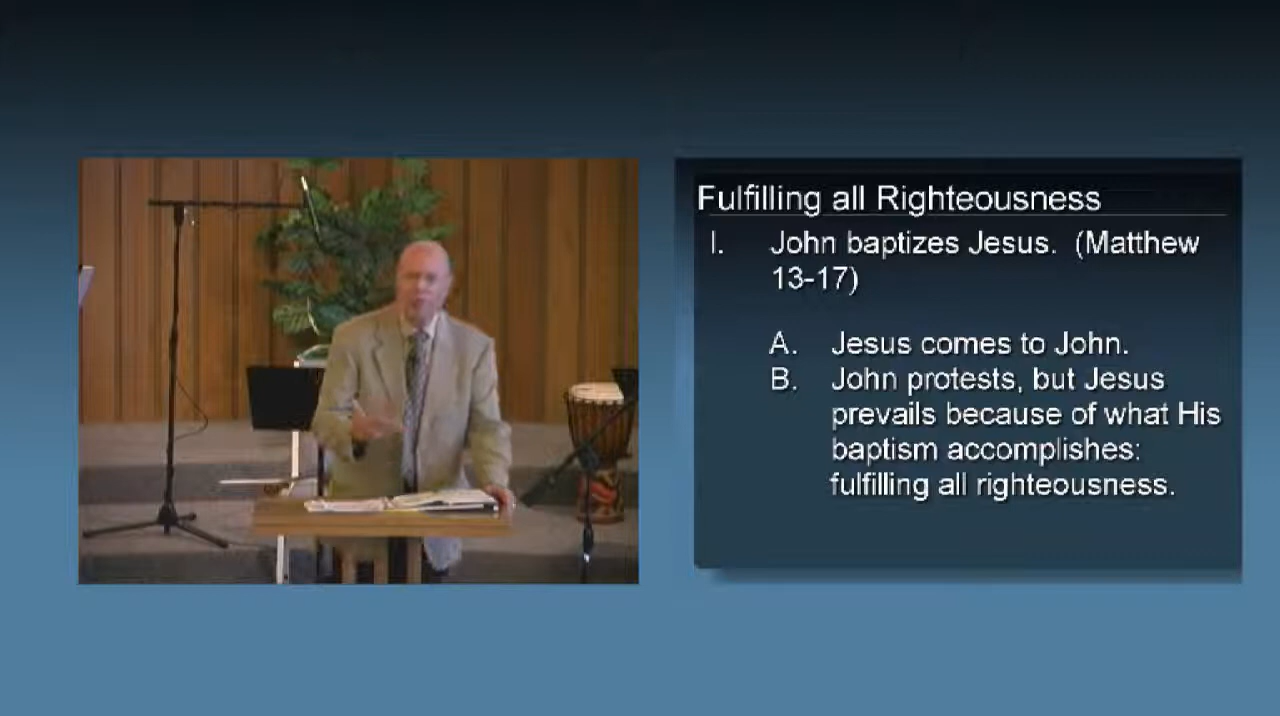 Fulfilling all Righteousness
I. John baptizes Jesus. (Matthew
13-17)
A. Jesus comes to John.
B. John protests, but Jesus
prevails because of what His
baptism accomplishes:
fulfilling all righteousness.